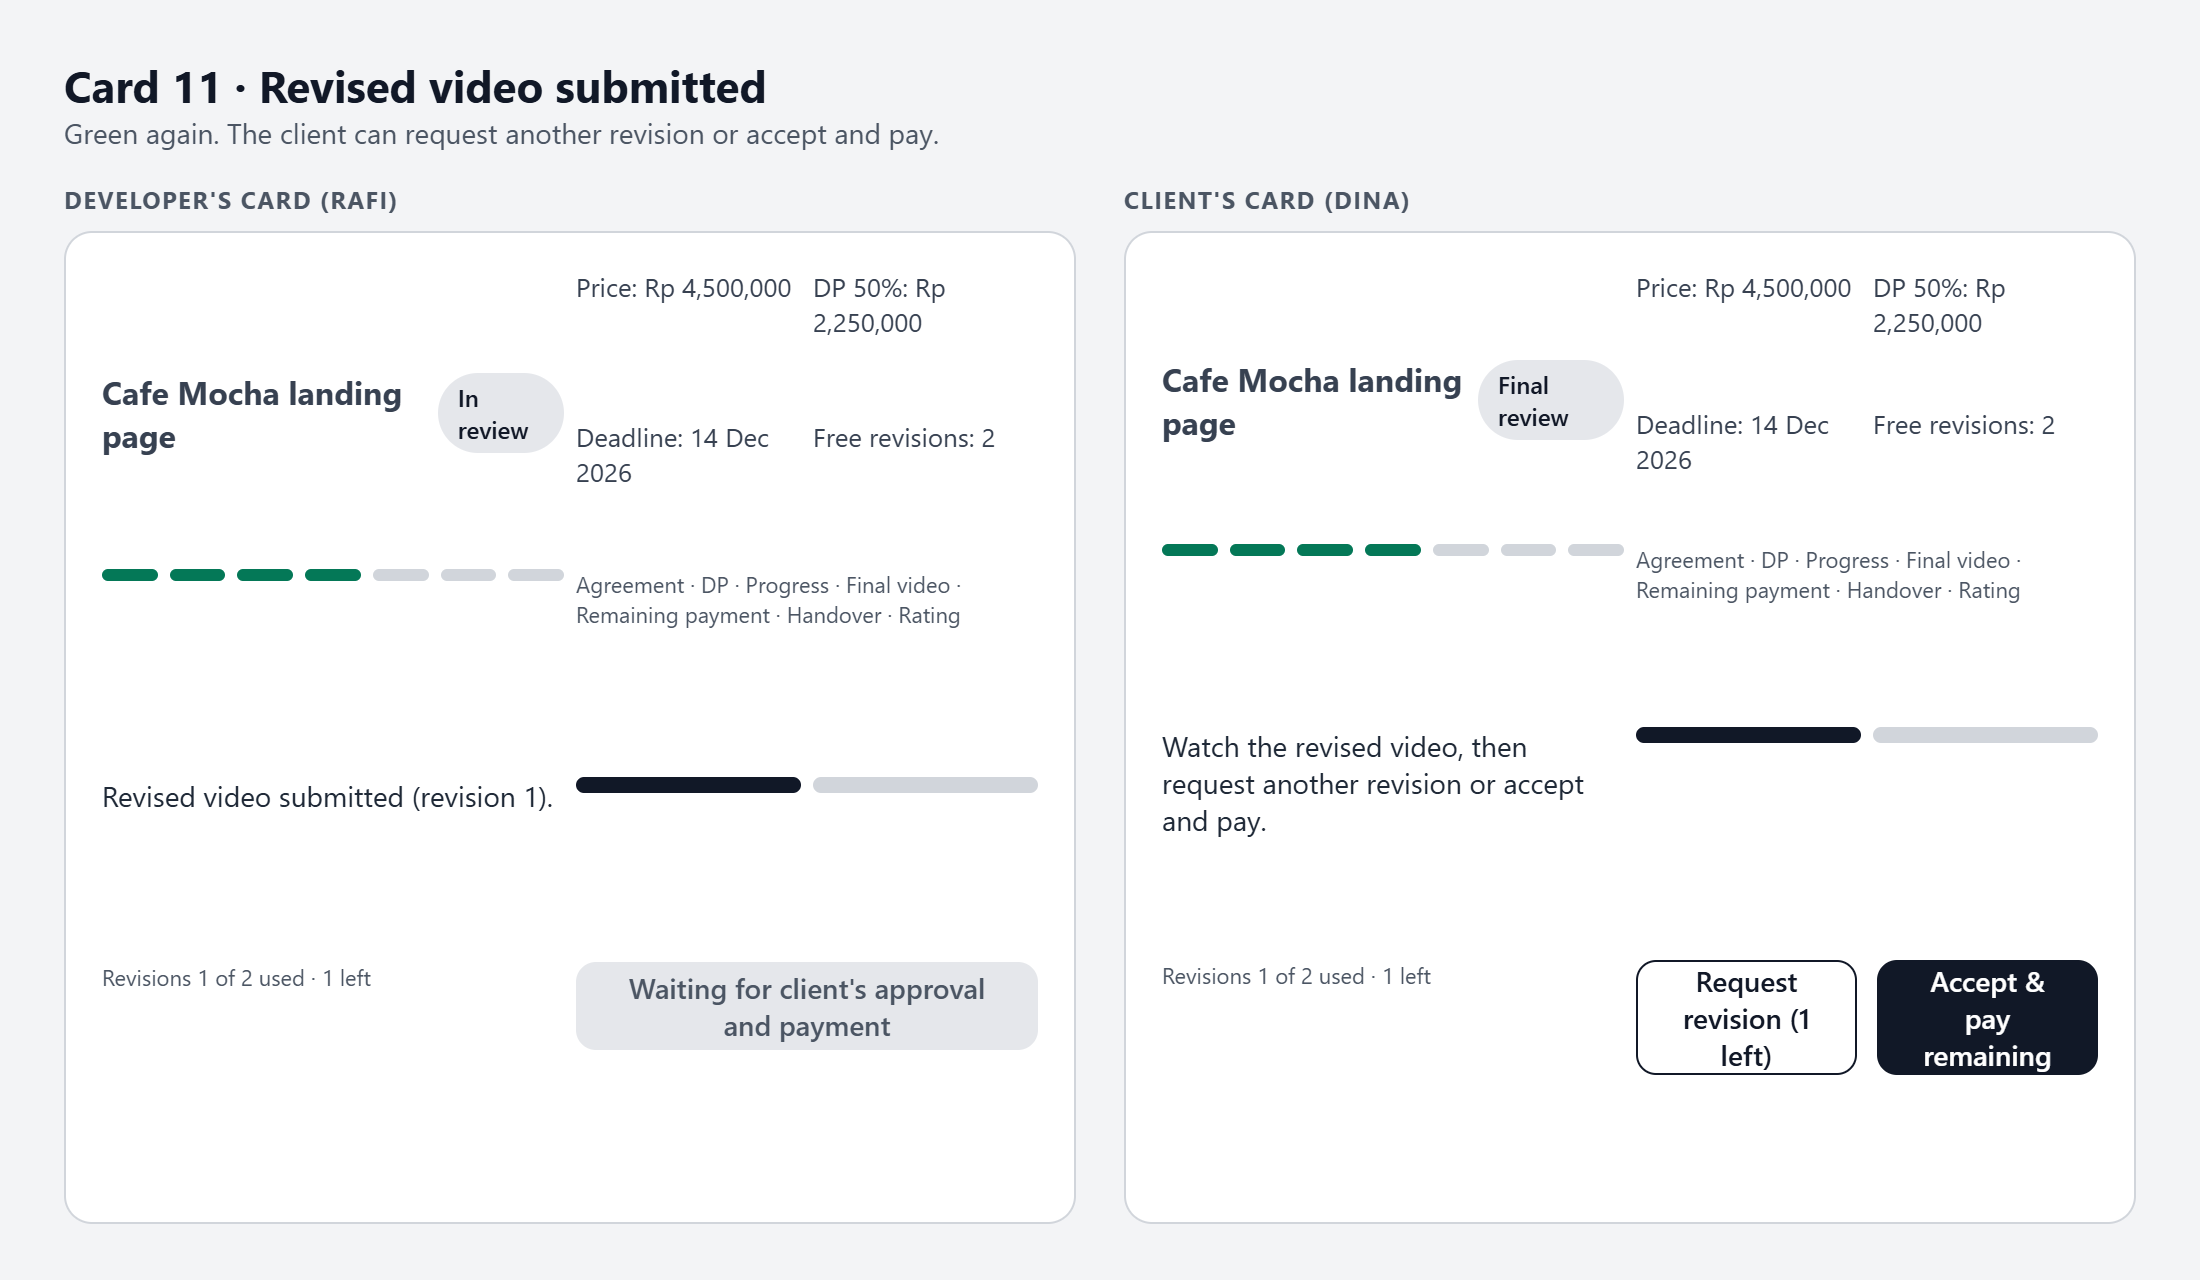 Card 11 · Revised video submitted
Green again. The client can request another revision or accept and pay.
DEVELOPER'S CARD (RAFI)
Price: Rp 4,500,000
DP 50%: Rp
2,250,000
Cafe Mocha landing
page
In
review
Deadline: 14 Dec
2026
Free revisions: 2
Agreement · DP · Progress · Final video ·
Remaining payment · Handover · Rating
Revised video submitted (revision 1).
Revisions 1 of 2 used · 1 left
Waiting for client's approval
and payment
CLIENT'S CARD (DINA)
Price: Rp 4,500,000
DP 50%: Rp
2,250,000
Cafe Mocha landing
page
Final
review
Deadline: 14 Dec
2026
Free revisions: 2
Agreement · DP · Progress · Final video ·
Remaining payment · Handover · Rating
Watch the revised video, then
request another revision or accept
and pay.
Revisions 1 of 2 used · 1 left
Request
revision (1
left)
Accept &
pay
remaining